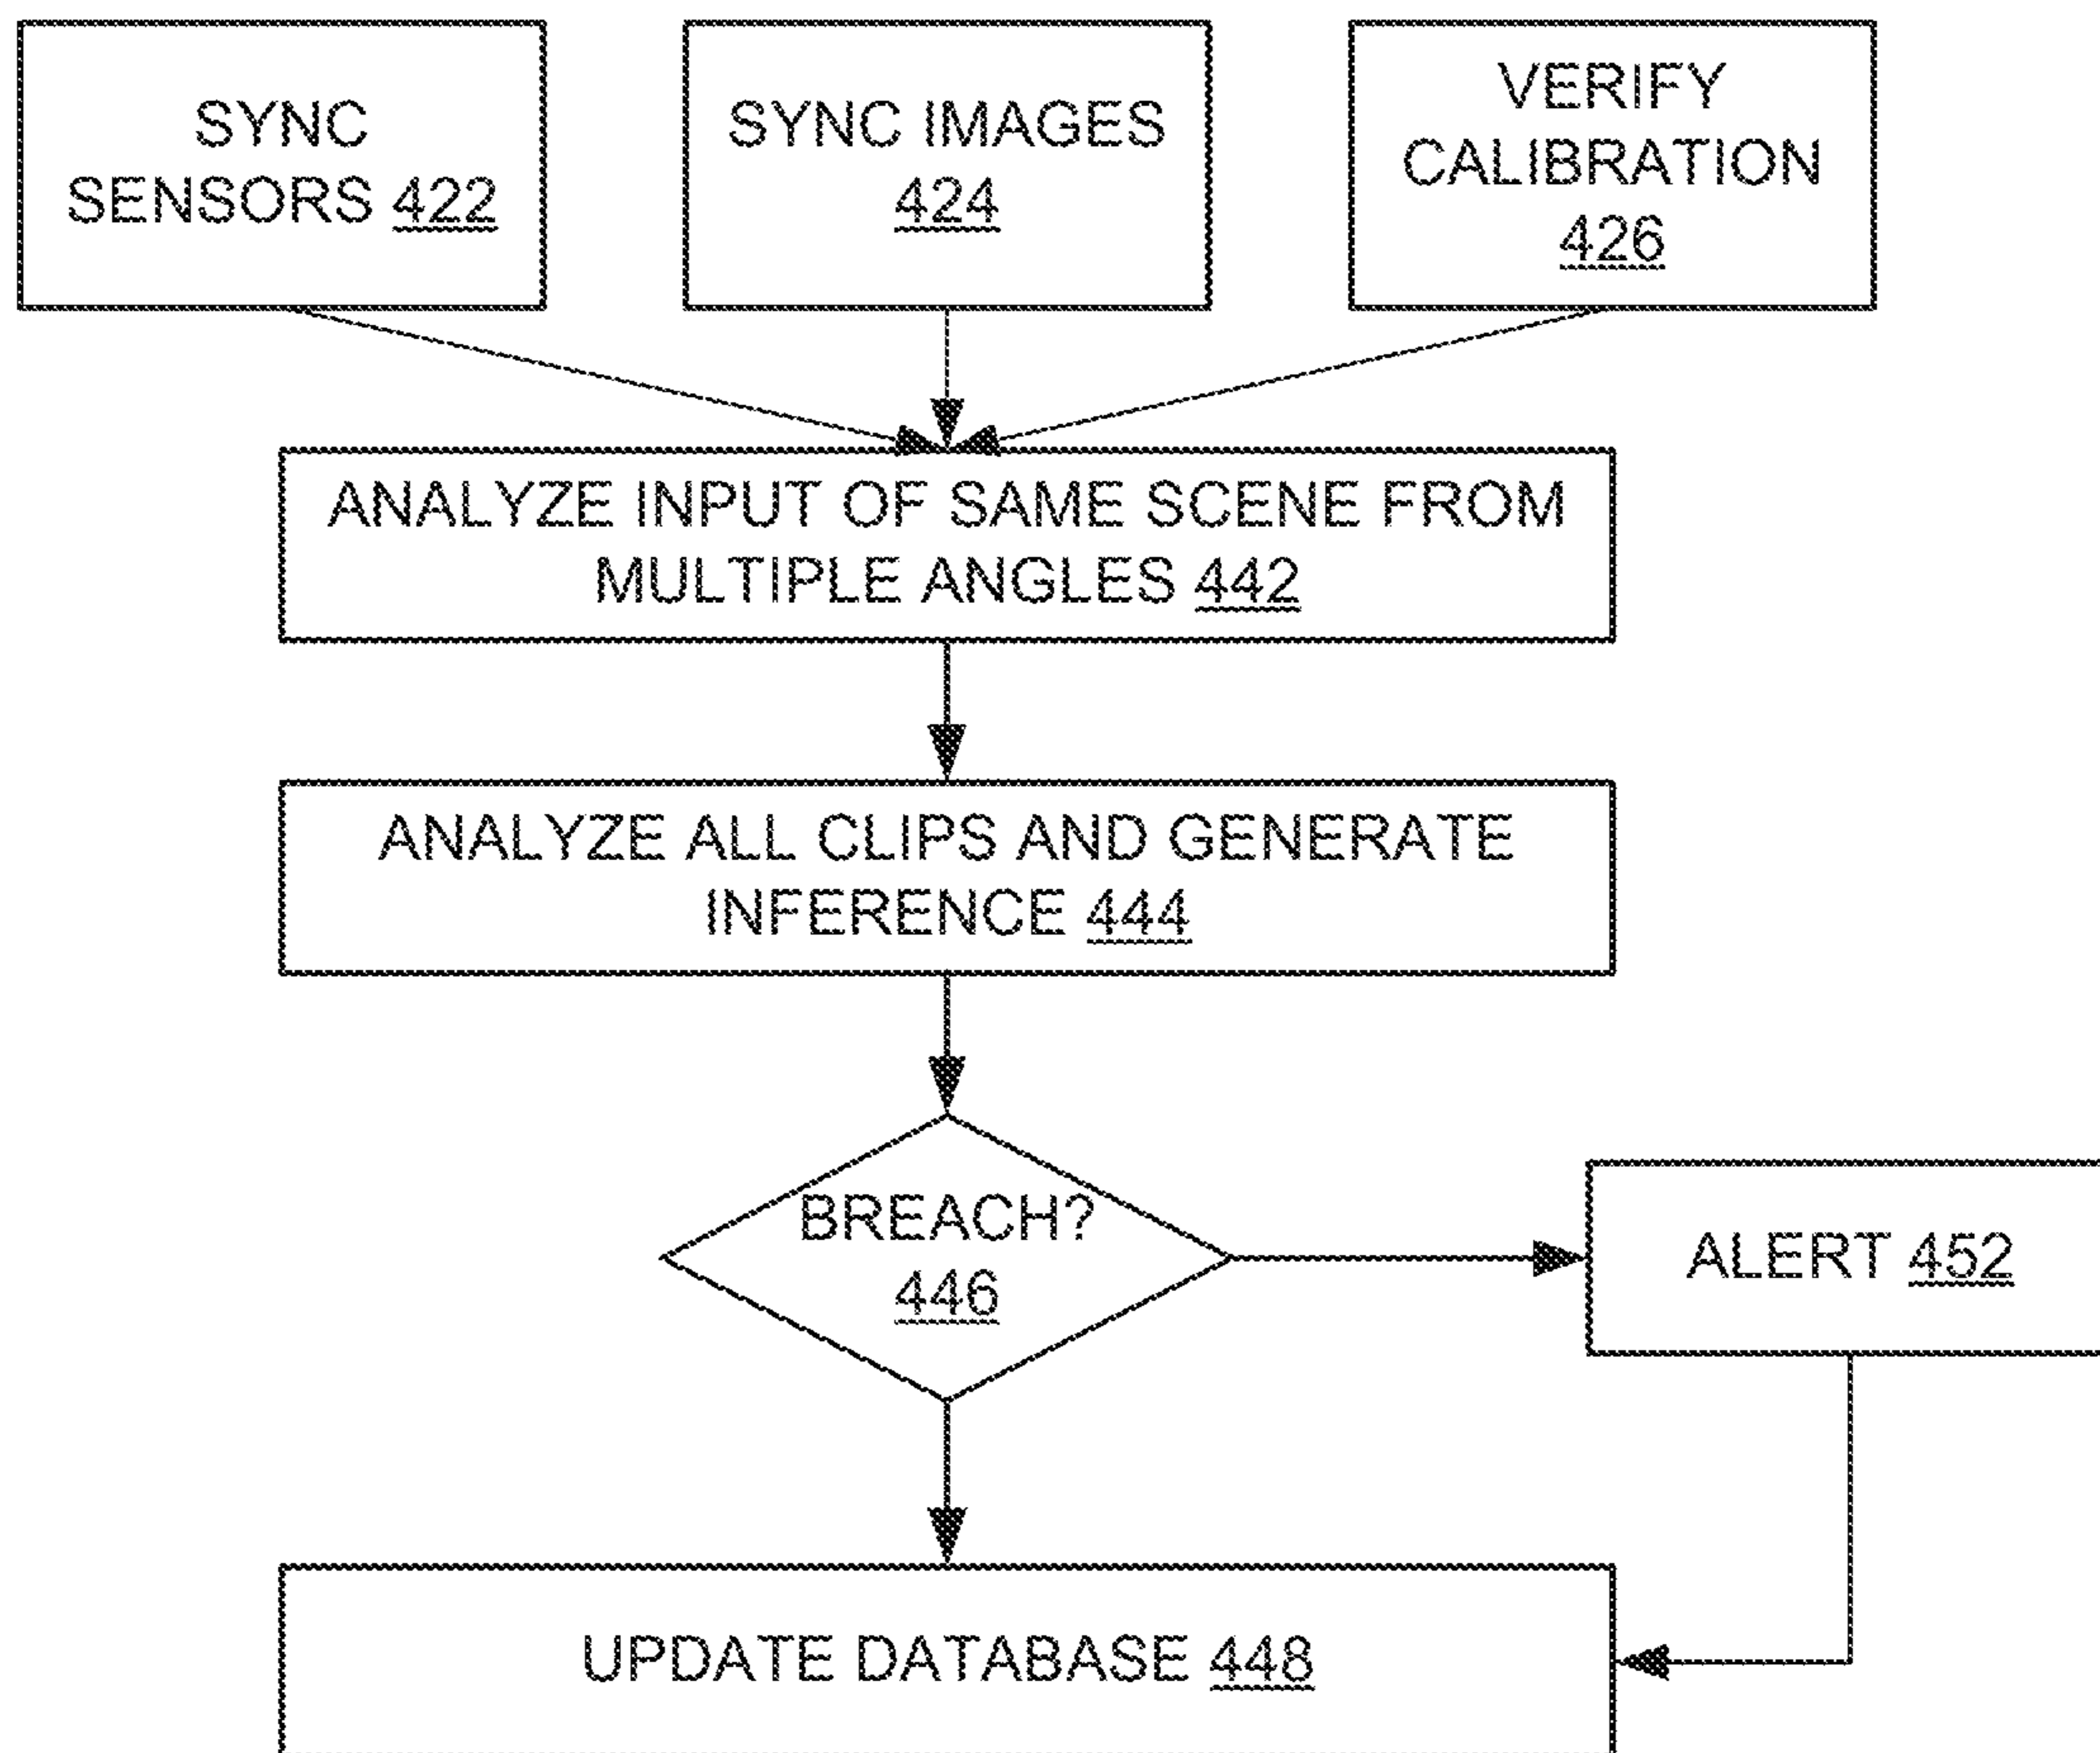 SYNC
SENSORS 422
SYNC IMAGES
424
VERIFY
CALIBRATION
426
ANALYZE INPUT OF SAME SCENE FROM
MULTIPLE ANGLES 442
ANALYZE ALL CLIPS AND GENERATE
INFERENCE 444
BREACH?
446
ALERT 452
UPDATE DATABASE 448